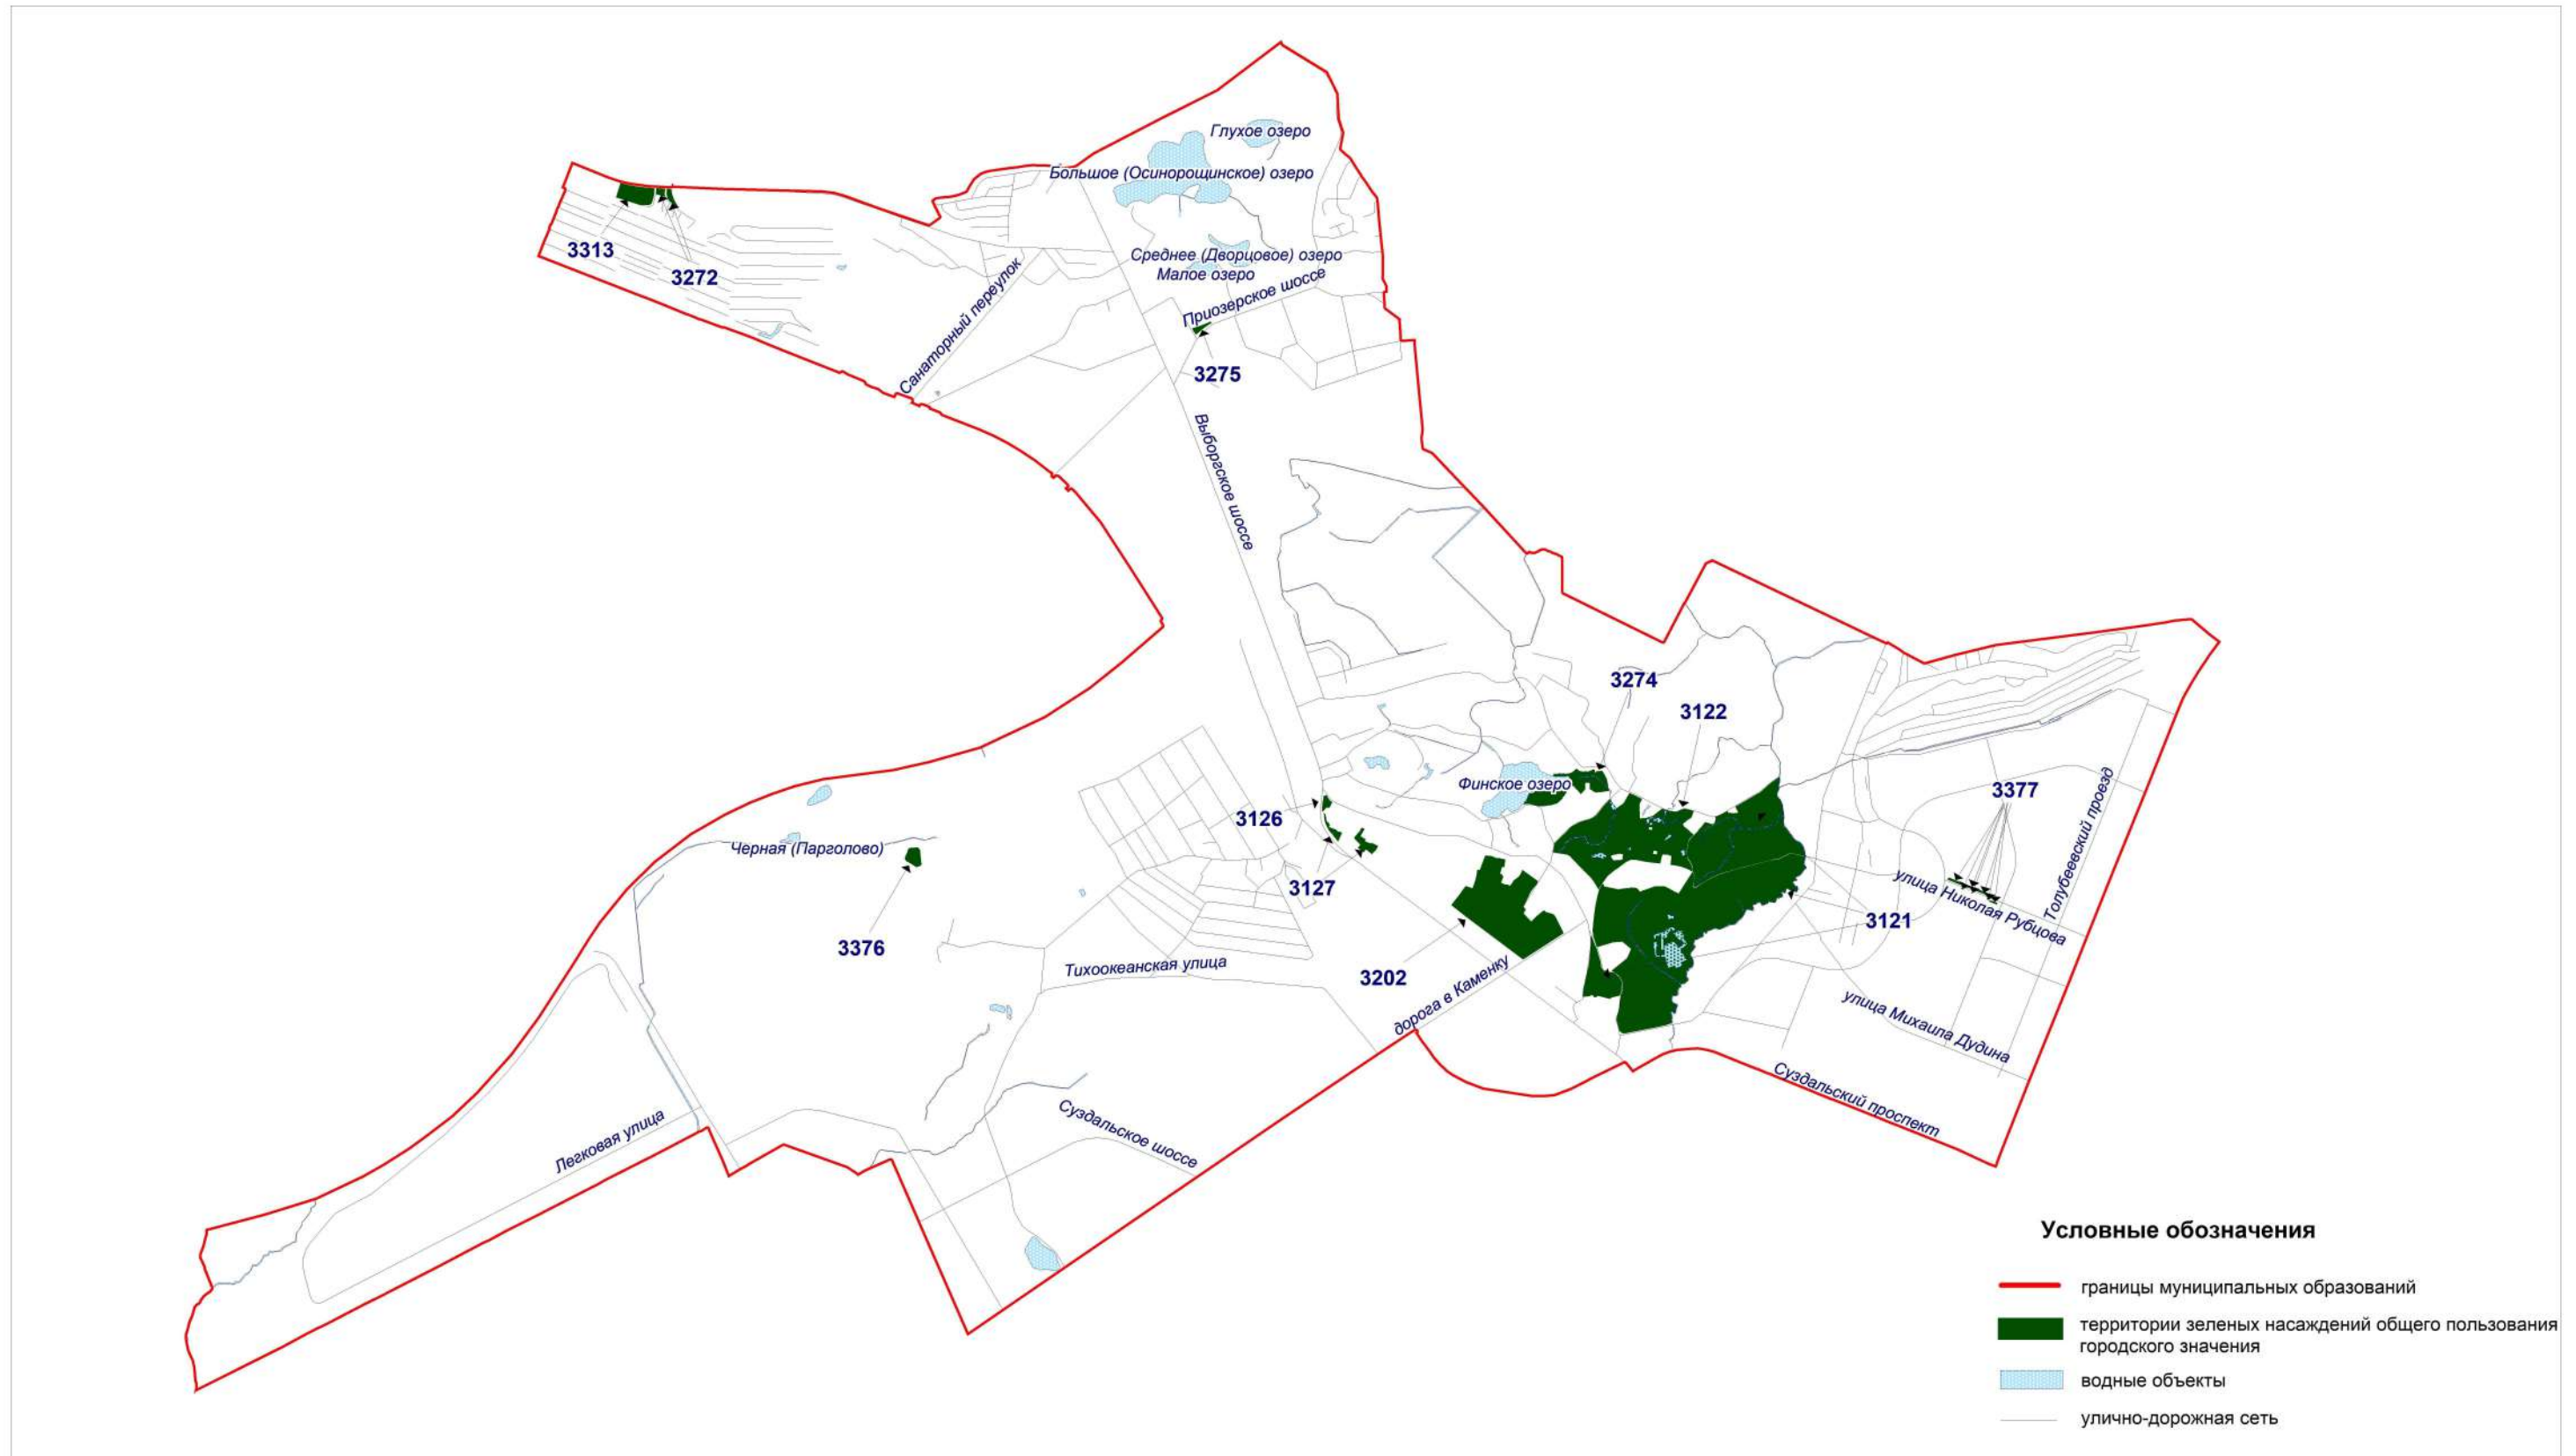 Глухое озеро
Большое (Осинорощинское) озеро
3313
3272
Среднее (Дворцовое) озеро
Малое озеро
Приозерское шоссе
Санаторный переулок
3275
Выборгское шоссе
3274
3122
Финское озеро
3377
3126
Черная (Парголово)
3127
Толубеевский проезд
улица Николая Рубцова
3121
3376
3202
Тихоокеанская улица
дорога в Каменку
улица Михаила Дудина
Суздальский проспект
Суздальское шоссе
Легковая улица
Условные обозначения
границы муниципальных образований
территории зеленых насаждений общего пользования
городского значения
водные объекты
улично-дорожная сеть